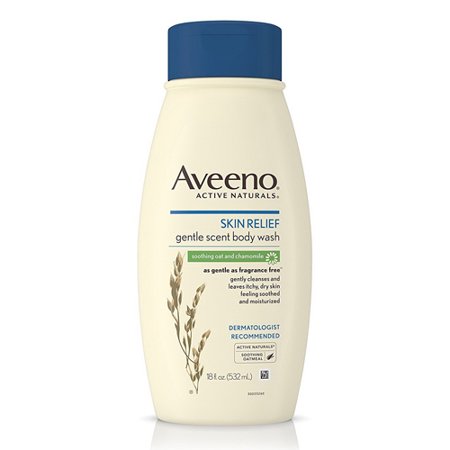 Aveeno®
ACTIVE NATURALS®
SKIN RELIEF
gentle scent body wash
soothing oat and chamomile
as gentle as fragrance free™
gently cleanses and
leaves itchy, dry skin
feeling soothed
and moisturized
DERMATOLOGIST
RECOMMENDED
ACTIVE NATURALS®
SOOTHING
OATMEAL
18 fl. oz. (532 mL)